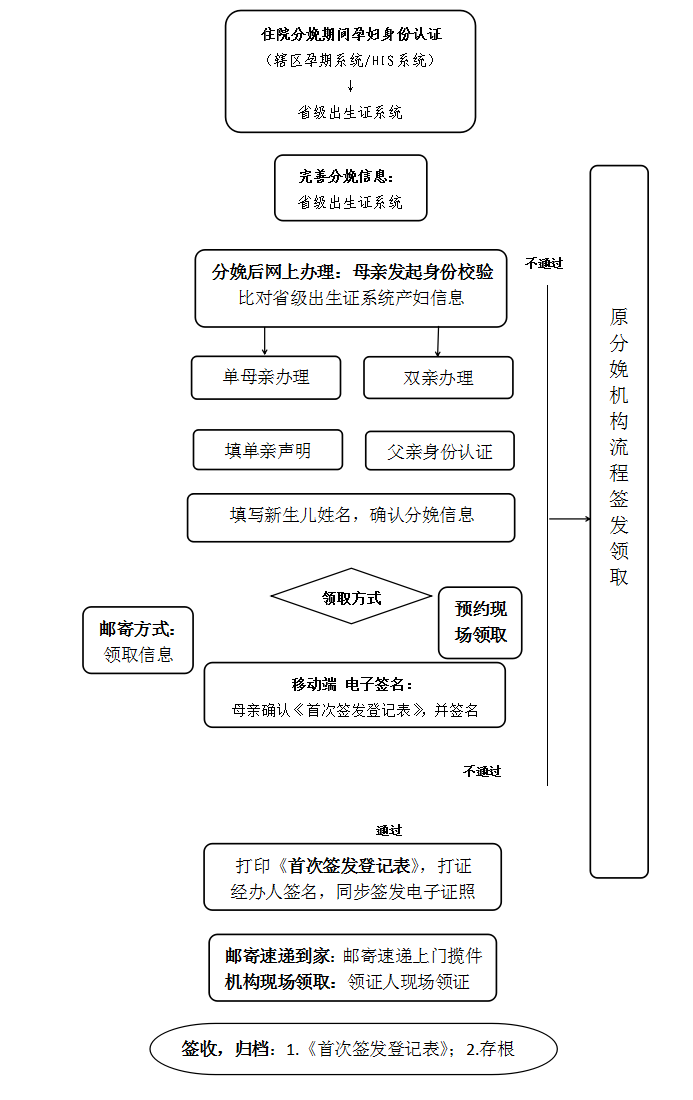 住院分娩期间孕妇身份认证
（辖区孕期系统/HIS系统）
↓
省级出生证系统
完善分娩信息：
省级出生证系统
分娩后网上办理：母亲发起身份校验
比对省级出生证系统产妇信息
不通过
单母亲办理
双亲办理
填单亲声明
父亲身份认证
填写新生儿姓名，确认分娩信息
领取方式
预约现
场领取
邮寄方式：
领取信息
移动端 电子签名：
母亲确认《首次签发登记表》，并签名
不通过
原分娩机构流程签发领取
通过
打印《首次签发登记表》，打证
经办人签名，同步签发电子证照
邮寄速递到家：邮寄速递上门揽件
机构现场领取：领证人现场领证
签收，归档：1.《首次签发登记表》；2.存根